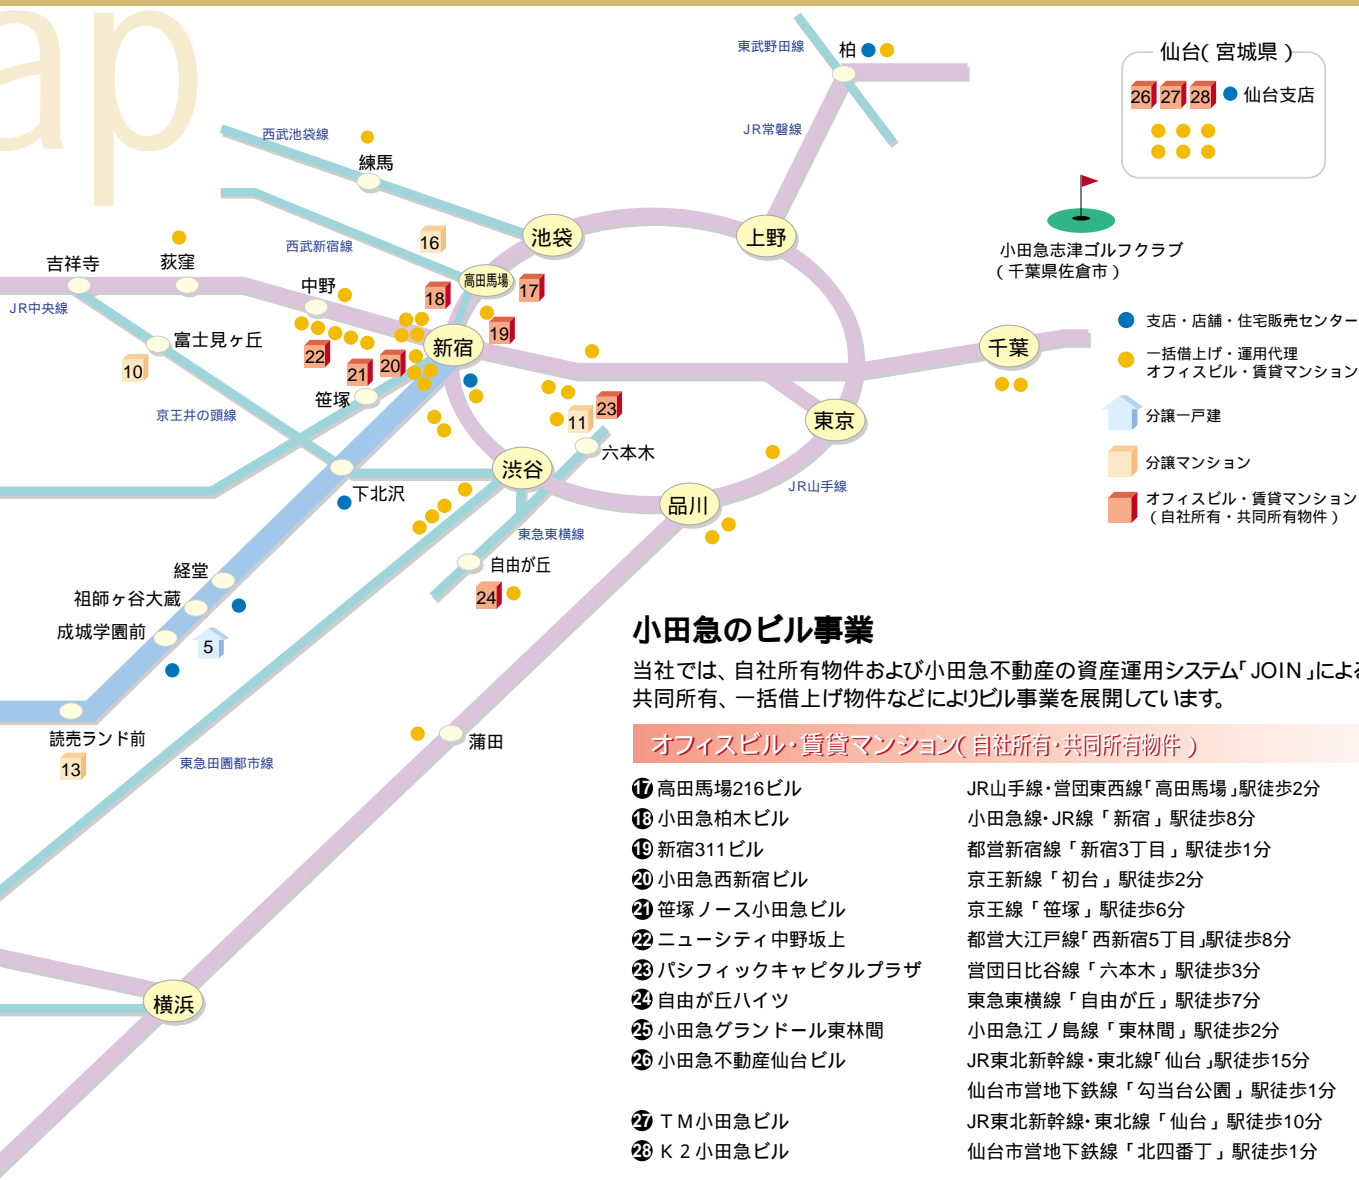 ap
東武野田線
柏
仙台(宮城県)
26 27 28 仙台支店
JR常磐線
西武池袋線
練馬
西武新宿線
16
池袋
上野
小田急志津ゴルフクラブ
(千葉県佐倉市)
吉祥寺
荻窪
中野
高田馬場
17
18
JR中央線
富士見ヶ丘
10
22
21
20
新宿
19
千葉
支店・店舗・住宅販売センター
一括借上げ・運用代理
オフィスビル・賃貸マンション
笹塚
京王井の頭線
11
23
六本木
東京
分譲一戸建
分譲マンション
オフィスビル・賃貸マンション
(自社所有・共同所有物件)
下北沢
渋谷
品川
JR山手線
東急東横線
自由が丘
24
経堂
祖師ヶ谷大蔵
成城学園前
5
読売ランド前
13
東急田園都市線
蒲田
横浜
小田急のビル事業
当社では、自社所有物件および小田急不動産の資産運用システム「JOIN」による
共同所有、一括借上げ物件などによりビル事業を展開しています。
オフィスビル・賃貸マンション(自社所有・共同所有物件)
17 高田馬場216ビル JR山手線・営団東西線「高田馬場」駅徒歩2分
18 小田急柏木ビル 小田急線・JR線「新宿」駅徒歩8分
19 新宿311ビル 都営新宿線「新宿3丁目」駅徒歩1分
20 小田急西新宿ビル 京王新線「初台」駅徒歩2分
21 笹塚ノース小田急ビル 京王線「笹塚」駅徒歩6分
22 ニューシティ中野坂上 都営大江戸線「西新宿5丁目」駅徒歩8分
23 パシフィックキャピタルプラザ 営団日比谷線「六本木」駅徒歩3分
24 自由が丘ハイツ 東急東横線「自由が丘」駅徒歩7分
25 小田急グランドール東林間 小田急江ノ島線「東林間」駅徒歩2分
26 小田急不動産仙台ビル JR東北新幹線・東北線「仙台」駅徒歩15分
仙台市営地下鉄線「勾当台公園」駅徒歩1分
27 TM小田急ビル JR東北新幹線・東北線「仙台」駅徒歩10分
28 K2小田急ビル 仙台市営地下鉄線「北四番丁」駅徒歩1分